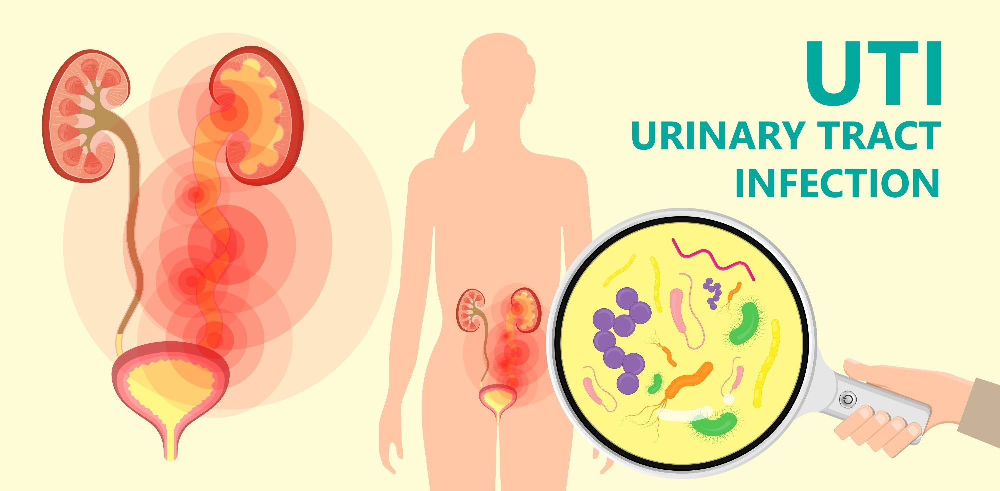 UTI
URINARY TRACT
INFECTION